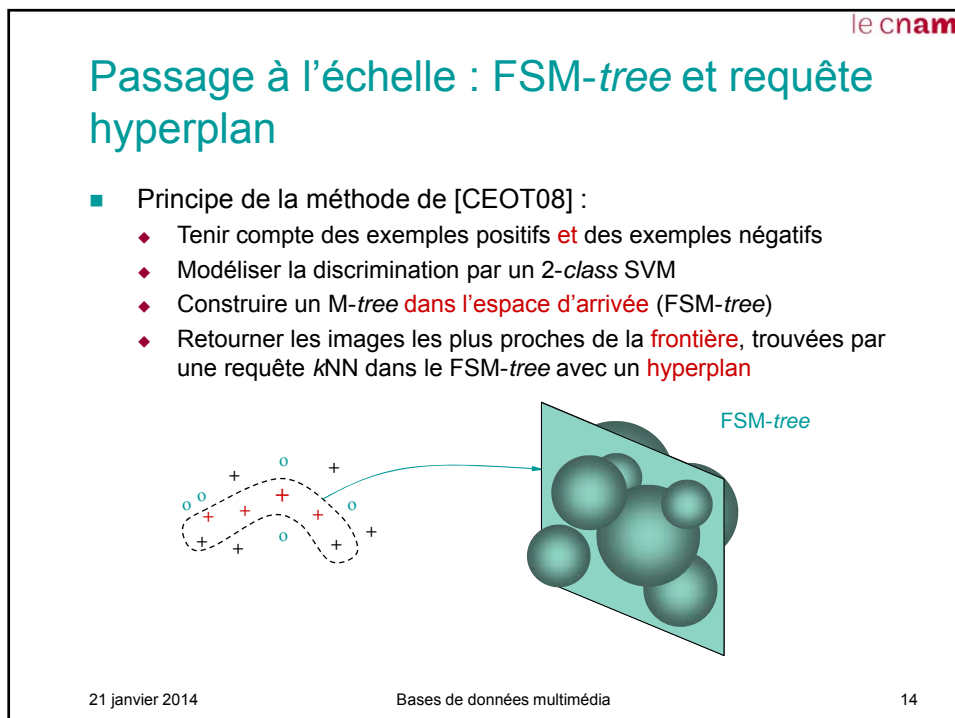 le cnam
Passage à l'échelle : FSM-tree et requête
hyperplan
Principe de la méthode de [CEOT08] :
Tenir compte des exemples positifs et des exemples négatifs
Modéliser la discrimination par un 2-class SVM
Construire un M-tree dans l'espace d'arrivée (FSM-tree)
Retourner les images les plus proches de la frontière, trouvées par
une requête kNN dans le FSM-tree avec un hyperplan
FSM-tree
21 janvier 2014
Bases de données multimédia
14